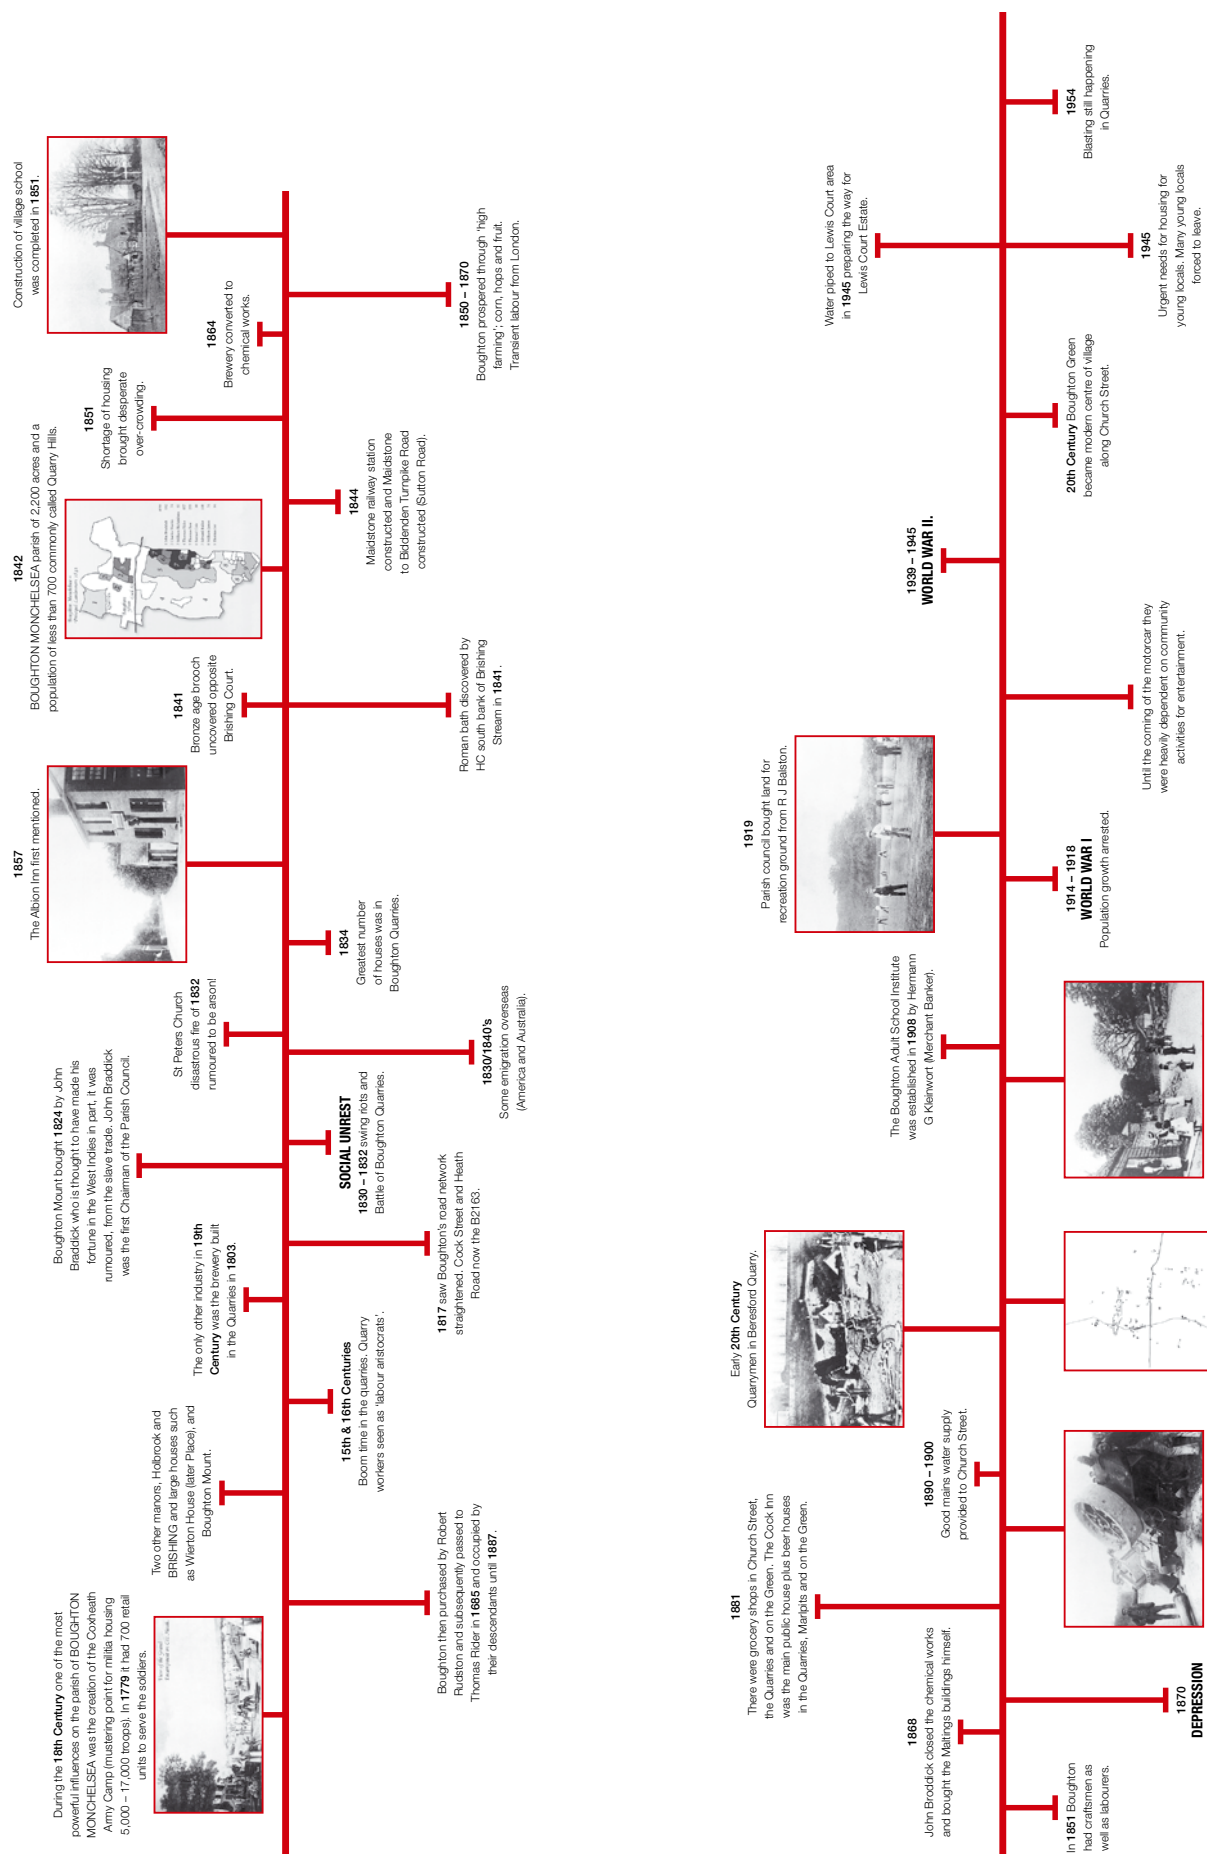 During the 18th Century one of the most
powerful influences on the parish of BOUGHTON
MONCHELSEA was the creation of the Coxheath
Army Camp (mustering point for militia housing
5,000 – 17,000 troops). In 1779 it had 700 retail
units to serve the soldiers.
Boughton then purchased by Robert
Rudston and subsequently passed to
Thomas Rider in 1685 and occupied by
their descendants until 1887.
Two other manors, Holbrook and
BRISHING and large houses such
as Wierton House (later Place), and
Boughton Mount.
15th & 16th Centuries
Boom time in the quarries. Quarry
workers seen as 'labour aristocrats'.
The only other industry in 19th
Century was the brewery built
in the Quarries in 1803.
1817 saw Boughton's road network
straightened. Cock Street and Heath
Road now the B2163.
Boughton Mount bought 1824 by John
Braddick who is thought to have made his
fortune in the West Indies in part, it was
rumoured, from the slave trade. John Braddick
was the first Chairman of the Parish Council.
SOCIAL UNREST
1830 – 1832 swing riots and
Battle of Boughton Quarries.
St Peters Church
disastrous fire of 1832
rumoured to be arson!
1830/1840's
Some emigration overseas
(America and Australia).
1834
Greatest number
of houses was in
Boughton Quarries.
1857
The Albion Inn first mentioned.
1841
Bronze age brooch
uncovered opposite
Brishing Court.
Roman bath discovered by
HC south bank of Brishing
Stream in 1841.
1842
BOUGHTON MONCHELSEA parish of 2,200 acres and a
population of less than 700 commonly called Quarry Hills.
1844
Maidstone railway station
constructed and Maidstone
to Biddenden Turnpike Road
constructed (Sutton Road).
1851
Shortage of housing
brought desperate
over-crowding.
1864
Brewery converted to
chemical works.
1850 – 1870
Boughton prospered through 'high
farming'; corn, hops and fruit.
Transient labour from London.
Construction of village school
was completed in 1851.
In 1851 Boughton
had craftsmen as
well as labourers.
1868
John Broddick closed the chemical works
and bought the Maltings buildings himself.
1870
DEPRESSION
1881
There were grocery shops in Church Street,
the Quarries and on the Green. The Cock Inn
was the main public house plus beer houses
in the Quarries, Marlpits and on the Green.
1890 – 1900
Good mains water supply
provided to Church Street.
Early 20th Century
Quarrymen in Beresford Quarry.
The Boughton Adult School Institute
was established in 1908 by Hermann
G Kleinwort (Merchant Banker).
1914 – 1918
WORLD WAR I
Population growth arrested.
1919
Parish council bought land for
recreation ground from R J Balston.
Until the coming of the motorcar they
were heavily dependent on community
activities for entertainment.
1939 – 1945
WORLD WAR II.
20th Century Boughton Green
became modern centre of village
along Church Street.
Water piped to Lewis Court area
in 1945 preparing the way for
Lewis Court Estate.
1945
Urgent needs for housing for
young locals. Many young locals
forced to leave.
1954
Blasting still happening
in Quarries.